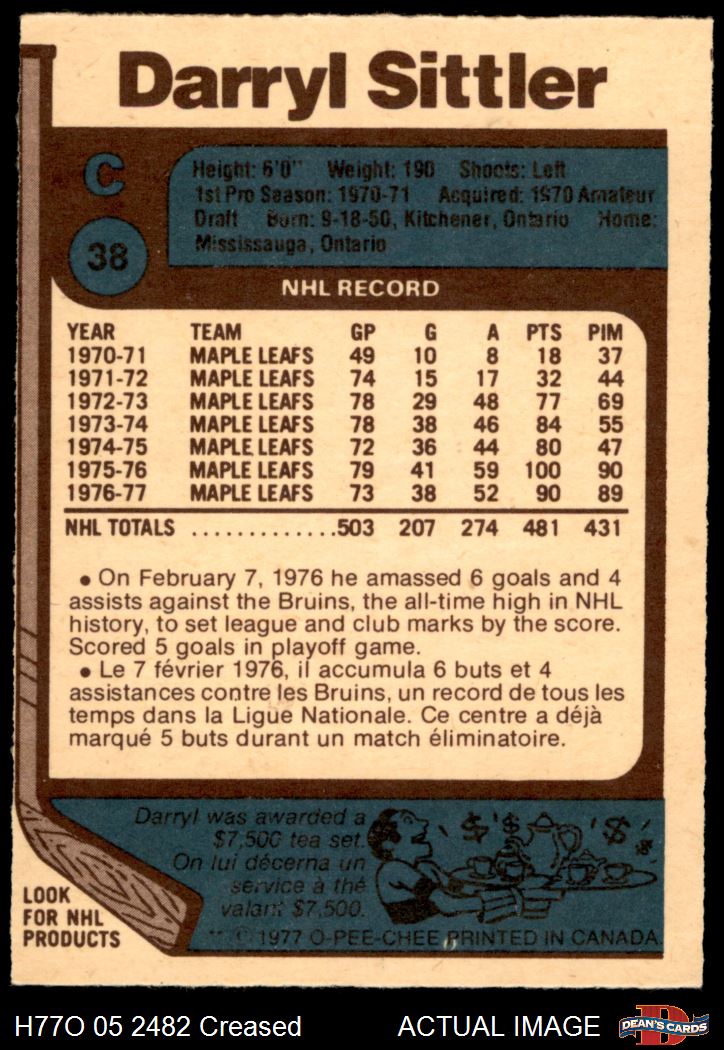 Darryl Sittler
C
38
Height: 6'0" Weight: 190 Shoots: Left
1st Pro Season: 1970-71 Acquired: 1970 Amateur
Draft Born: 9-18-50, Kitchener, Ontario Home:
Mississauga, Ontario
NHL RECORD
YEAR TEAM GP G A PTS PIM
1970-71 MAPLE LEAFS 49 10 8 18 37
1971-72 MAPLE LEAFS 74 15 17 32 44
1972-73 MAPLE LEAFS 78 29 48 77 69
1973-74 MAPLE LEAFS 78 38 46 84 55
1974-75 MAPLE LEAFS 72 36 44 80 47
1975-76 MAPLE LEAFS 79 41 59 100 90
1976-77 MAPLE LEAFS 73 38 52 90 89
NHL TOTALS .............503 207 274 481 431
• On February 7, 1976 he amassed 6 goals and 4
assists against the Bruins, the all-time high in NHL
history, to set league and club marks by the score.
Scored 5 goals in playoff game.
• Le 7 février 1976, il accumula 6 buts et 4
assistances contre les Bruins, un record de tous les
temps dans la Ligue Nationale. Ce centre a déjà
marqué 5 buts durant un match éliminatoire.
Darryl was awarded a
$7,500 tea set.
On lui décerna un
service à thé
valant $7,500.
$ $ $
LOOK
FOR NHL
PRODUCTS
** © 1977 O-PEE-CHEE PRINTED IN CANADA
H77O 05 2482 Creased ACTUAL IMAGE
D
DEAN'S CARDS